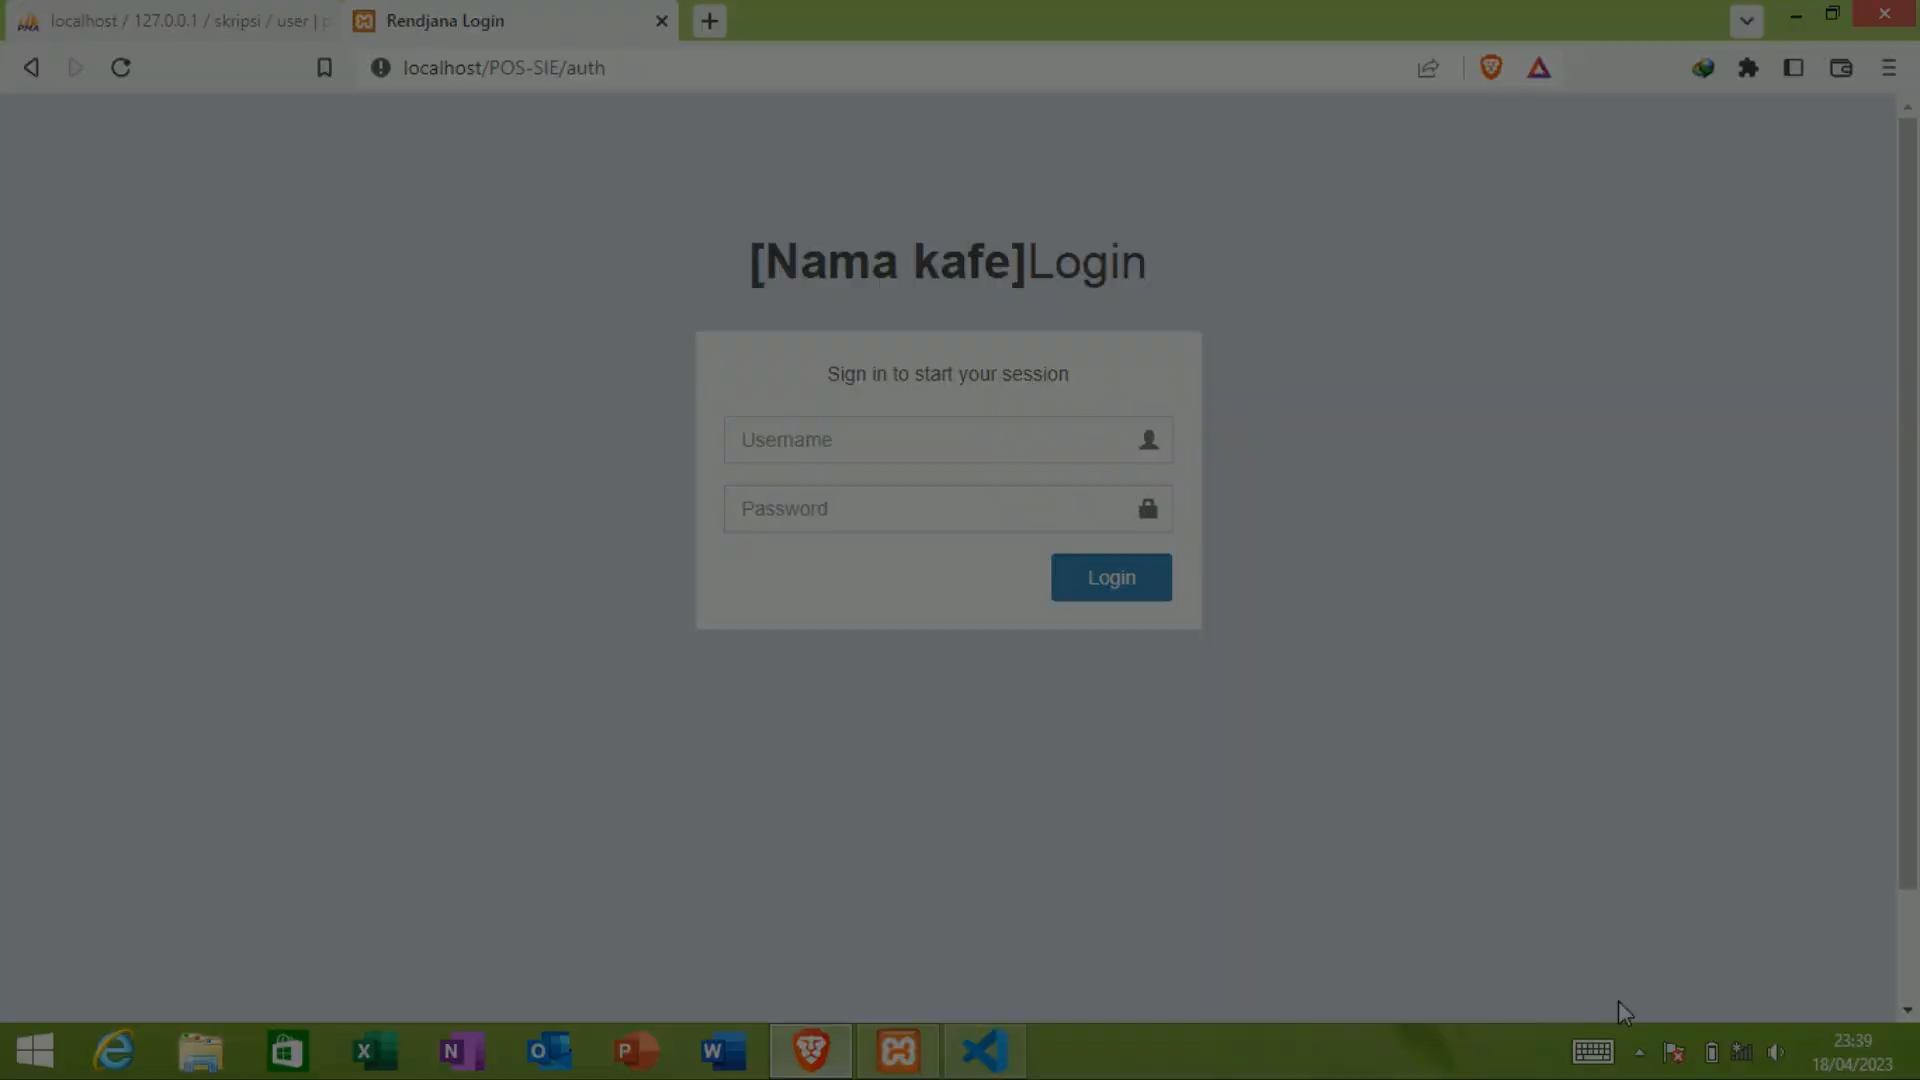 localhost / 127.0.0.1 / skripsi / user | p
Rendjana Login
localhost/POS-SIE/auth
[Nama kafe]Login
Sign in to start your session
Username
Password
Login
23:39
18/04/2023